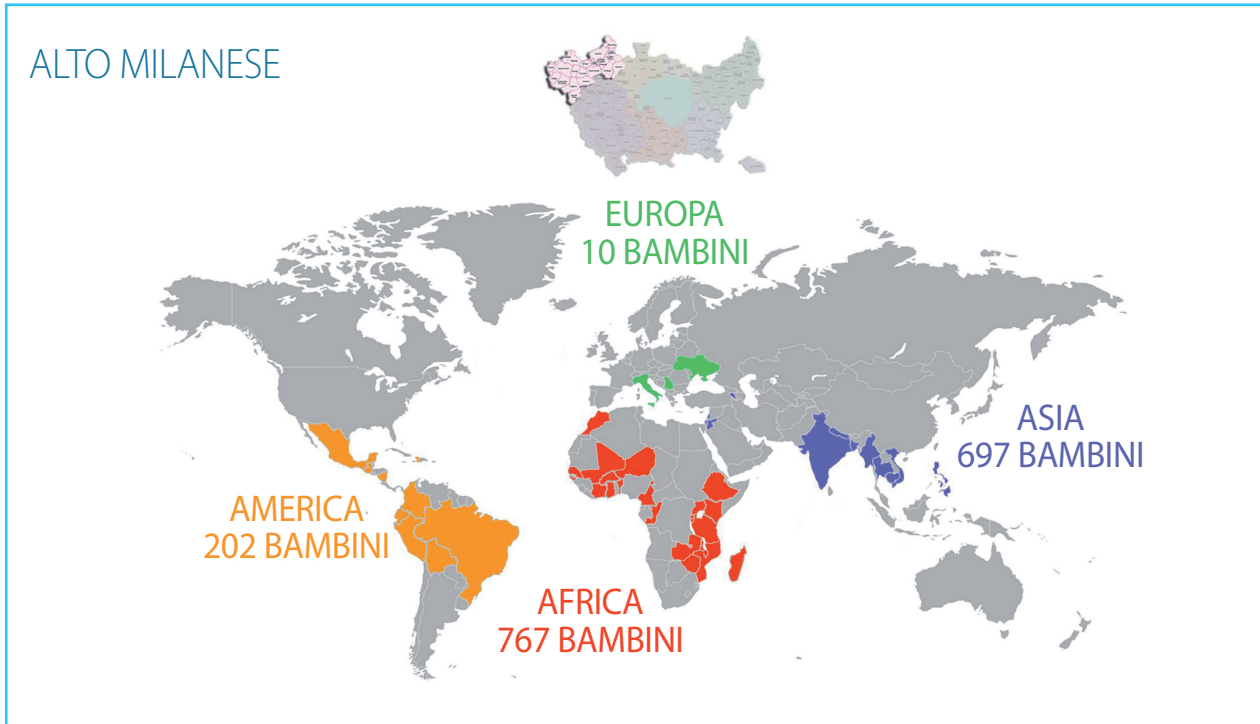 ALTO MILANESE
EUROPA
10 BAMBINI
ASIA
697 BAMBINI
AMERICA
202 BAMBINI
AFRICA
767 BAMBINI